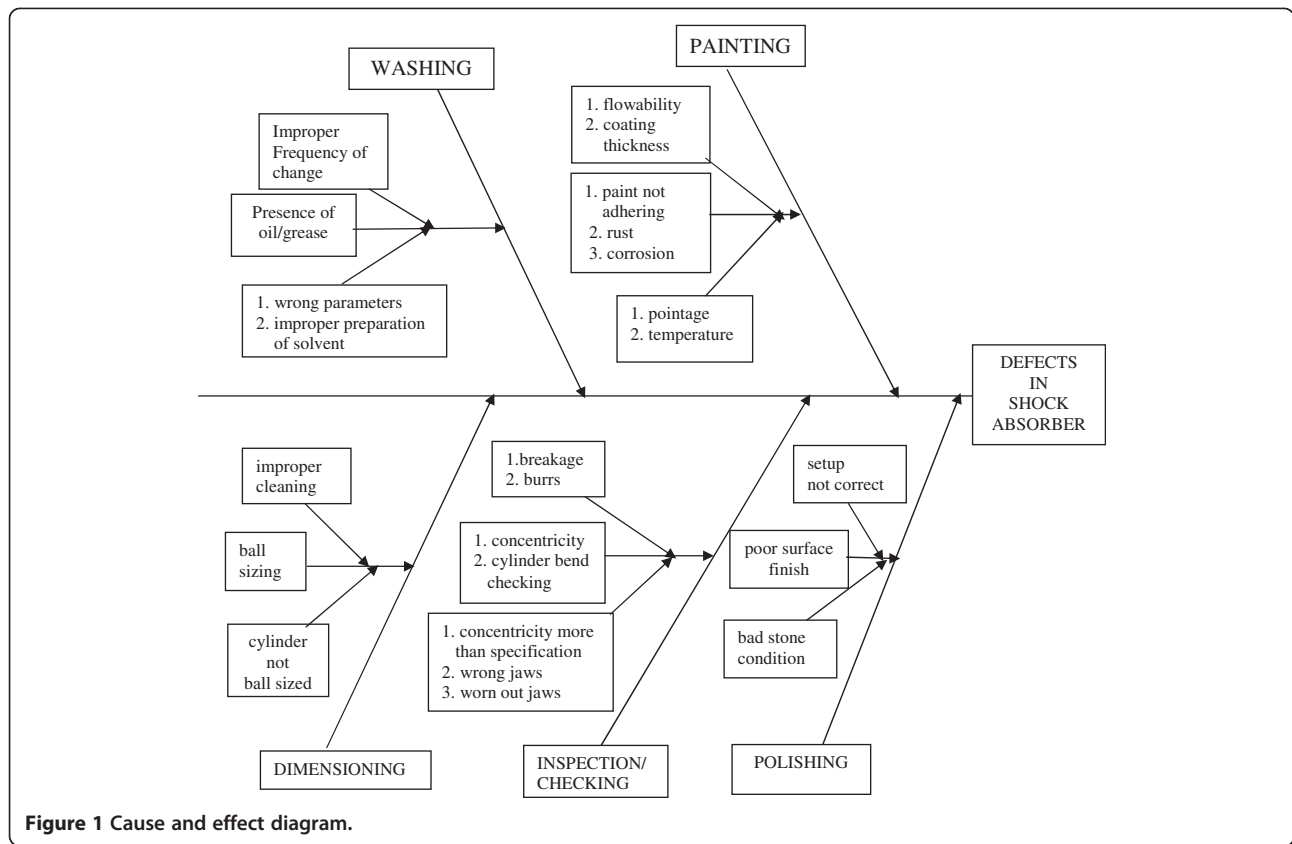 PAINTING
WASHING
1. flowability
2. coating
thickness
Improper
Frequency of
change
1. paint not
adhering
2. rust
3. corrosion
Presence of
oil/grease
1. wrong parameters
2. improper preparation
of solvent
1. pointage
2. temperature
DEFECTS
IN
SHOCK
ABSORBER
improper
cleaning
1.breakage
2. burrs
setup
not correct
ball
sizing
1. concentricity
2. cylinder bend
checking
poor surface
finish
cylinder
not
ball sized
1. concentricity more
than specification
2. wrong jaws
3. worn out jaws
bad stone
condition
DIMENSIONING
INSPECTION/
CHECKING
POLISHING
Figure 1 Cause and effect diagram.